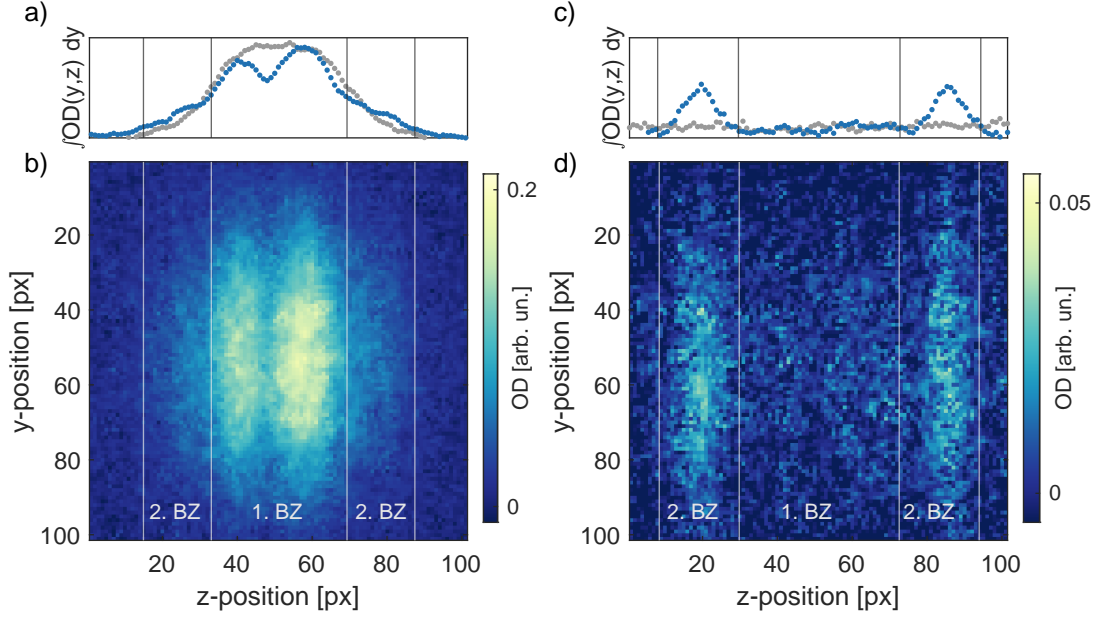 a)
∫OD(y,z) dy
c)
∫OD(y,z) dy
b)
y-position [px]
20
40
60
80
100
2. BZ
1. BZ
2. BZ
20
40
60
80
100
z-position [px]
0.2
0
OD [arb. un.]
d)
y-position [px]
20
40
60
80
100
2. BZ
1. BZ
2. BZ
20
40
60
80
100
z-position [px]
0.05
0
OD [arb. un.]